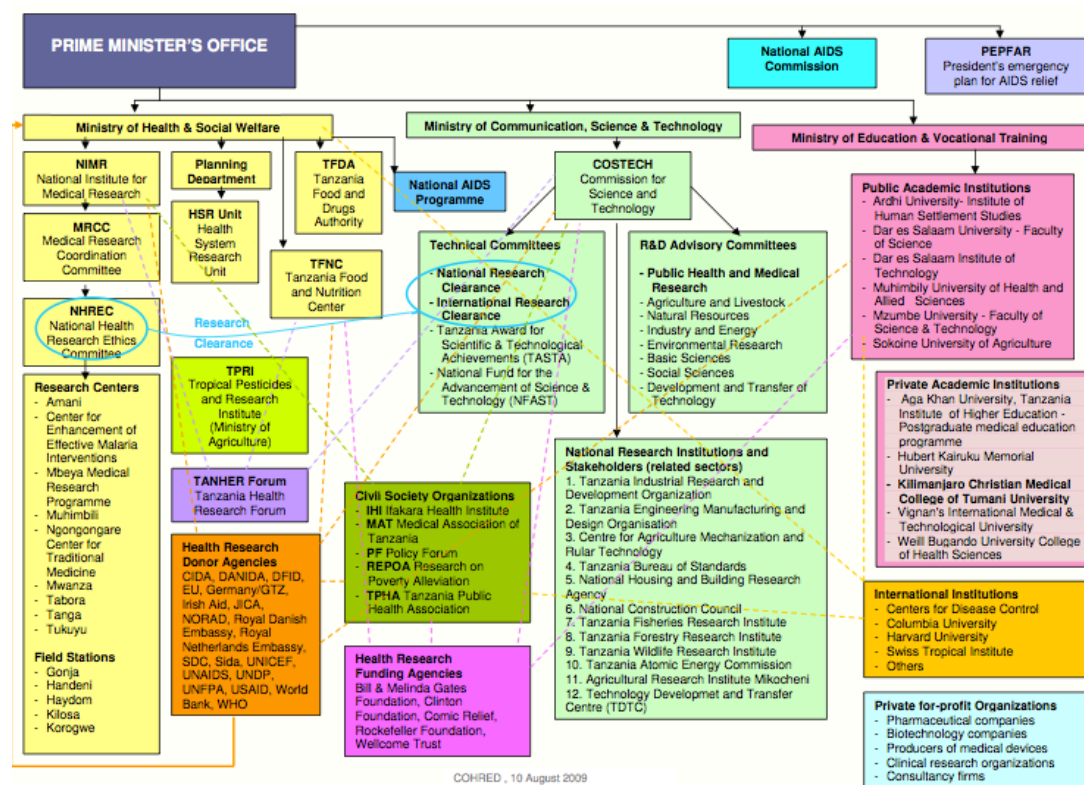 PRIME MINISTER'S OFFICE
National AIDS
Commission
PEPFAR
President's emergency
plan for AIDS relief
Ministry of Health & Social Welfare
Ministry of Communication, Science & Technology
Ministry of Education & Vocational Training
NIMR
National Institute for
Medical Research
Planning
Department
TFDA
Tanzania
Food and
Drugs
Authority
National AIDS
Programme
COSTECH
Commission for
Science and
Technology
MRCC
Medical Research
Coordination
Committee
HSR Unit
Health
System
Research
Unit
TFNC
Tanzania Food
and Nutrition
Center
NHREC
National Health
Research Ethics
Committee
Research
Clearance
Technical Committees
- National Research
Clearance
- International Research
Clearance
- Tanzania Award for
Scientific & Technological
Achievements (TASTA)
- National Fund for the
Advancement of Science &
Technology (NFAST)
R&D Advisory Committees
- Public Health and Medical
Research
- Agriculture and Livestock
- Natural Resources
- Industry and Energy
- Environmental Research
- Basic Sciences
- Social Sciences
- Development and Transfer of
Technology
Public Academic Institutions
- Ardhi University- Institute of
Human Settlement Studies
- Dar es Salaam University - Faculty
of Science
- Dar es Salaam Institute of
Technology
- Muhimbily University of Health and
Allied Sciences
- Mzumbe University - Faculty of
Science & Technology
- Sokoine University of Agriculture
Research Centers
- Amani
- Center for
Enhancement of
Effective Malaria
Interventions
- Mbeya Medical
Research
Programme
- Muhimbili
- Ngongongare
Center for
Traditional
Medicine
- Mwanza
- Tabora
- Tanga
- Tukuyu
Field Stations
- Gonja
- Handeni
- Haydom
- Kilosa
- Korogwe
TPRI
Tropical Pesticides
and Research
Institute
(Ministry of
Agriculture)
TANHER Forum
Tanzania Health
Research Forum
Health Research
Donor Agencies
CIDA, DANIDA, DFID,
EU, Germany/GTZ,
Irish Aid, JICA,
NORAD, Royal Danish
Embassy, Royal
Netherlands Embassy,
SDC, Sida, UNICEF,
UNAIDS, UNDP,
UNFPA, USAID, World
Bank, WHO
Civil Society Organizations
- IHI Ifakara Health Institute
- MAT Medical Association of
Tanzania
- PF Policy Forum
- REPOA Research on
Poverty Alleviation
- TPHA Tanzania Public
Health Association
Health Research
Funding Agencies
Bill & Melinda Gates
Foundation, Clinton
Foundation, Comic Relief,
Rockefeller Foundation,
Wellcome Trust
National Research Institutions and
Stakeholders (related sectors)
1. Tanzania Industrial Research and
Development Organization
2. Tanzania Engineering Manufacturing and
Design Organisation
3. Centre for Agriculture Mechanization and
Rular Technology
4. Tanzania Bureau of Standards
5. National Housing and Building Research
Agency
6. National Construction Council
7. Tanzania Fisheries Research Institute
8. Tanzania Forestry Research Institute
9. Tanzania Wildlife Research Institute
10. Tanzania Atomic Energy Commission
11. Agricultural Research Institute Mikocheni
12. Technology Developmet and Transfer
Centre (TDTC)
Private Academic Institutions
- Aga Khan University, Tanzania
Institute of Higher Education -
Postgraduate medical education
programme
- Hubert Kairuku Memorial
University
- Kilimanjaro Christian Medical
College of Tumani University
- Vignan's International Medical &
Technological University
- Weill Bugando University College
of Health Sciences
International Institutions
- Centers for Disease Control
- Columbia University
- Harvard University
- Swiss Tropical Institute
- Others
Private for-profit Organizations
- Pharmaceutical companies
- Biotechnology companies
- Producers of medical devices
- Clinical research organizations
- Consultancy firms
COHRED , 10 August 2009